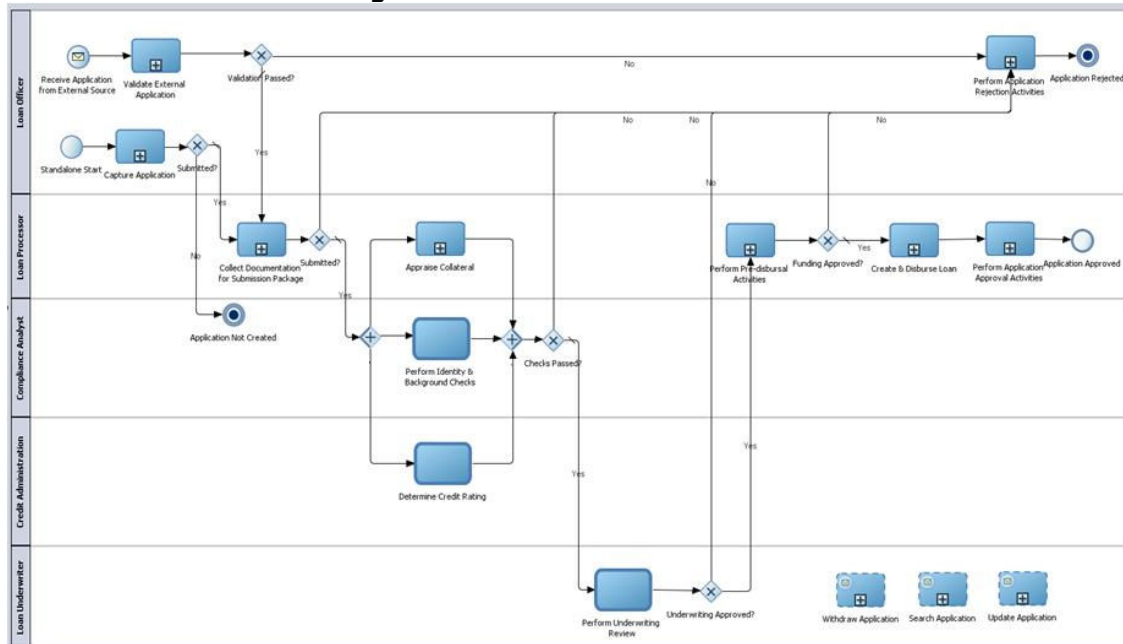 Loan Officer
Receive Application
from External Source
Validate External
Application
Validation Passed?
No
Perform Application
Rejection Activities
Application Rejected
Standalone Start
Capture Application
Submitted?
Yes
Yes
No
No
No
No
No
Loan Processor
Collect Documentation
for Submission Package
Submitted?
Appraise Collateral
No
Yes
Perform Pre-disbursal
Activities
Funding Approved?
Yes
Create & Disburse Loan
Perform Application
Approval Activities
Application Approved
Compliance Analyst
Application Not Created
Perform Identity &
Background Checks
Checks Passed?
Credit Administration
Determine Credit Rating
Yes
Yes
Loan Underwriter
Perform Underwriting
Review
Underwriting Approved?
Withdraw Application
Search Application
Update Application